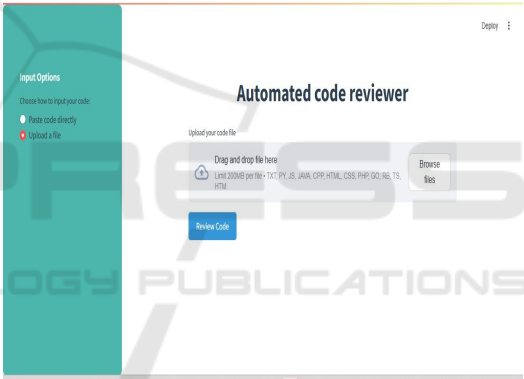 Deploy
Input Options
Choose how to input your code:
Paste code directly
Upload a file
Automated code reviewer
Upload your code file
Drag and drop file here
Limit 200MB per file • TXT, PY, JS, JAVA, CPP, HTML, CSS, PHP, GO, RB, TS,
HTM
Browse
files
Review Code
PRESS
LOGY PUBLICATIONS